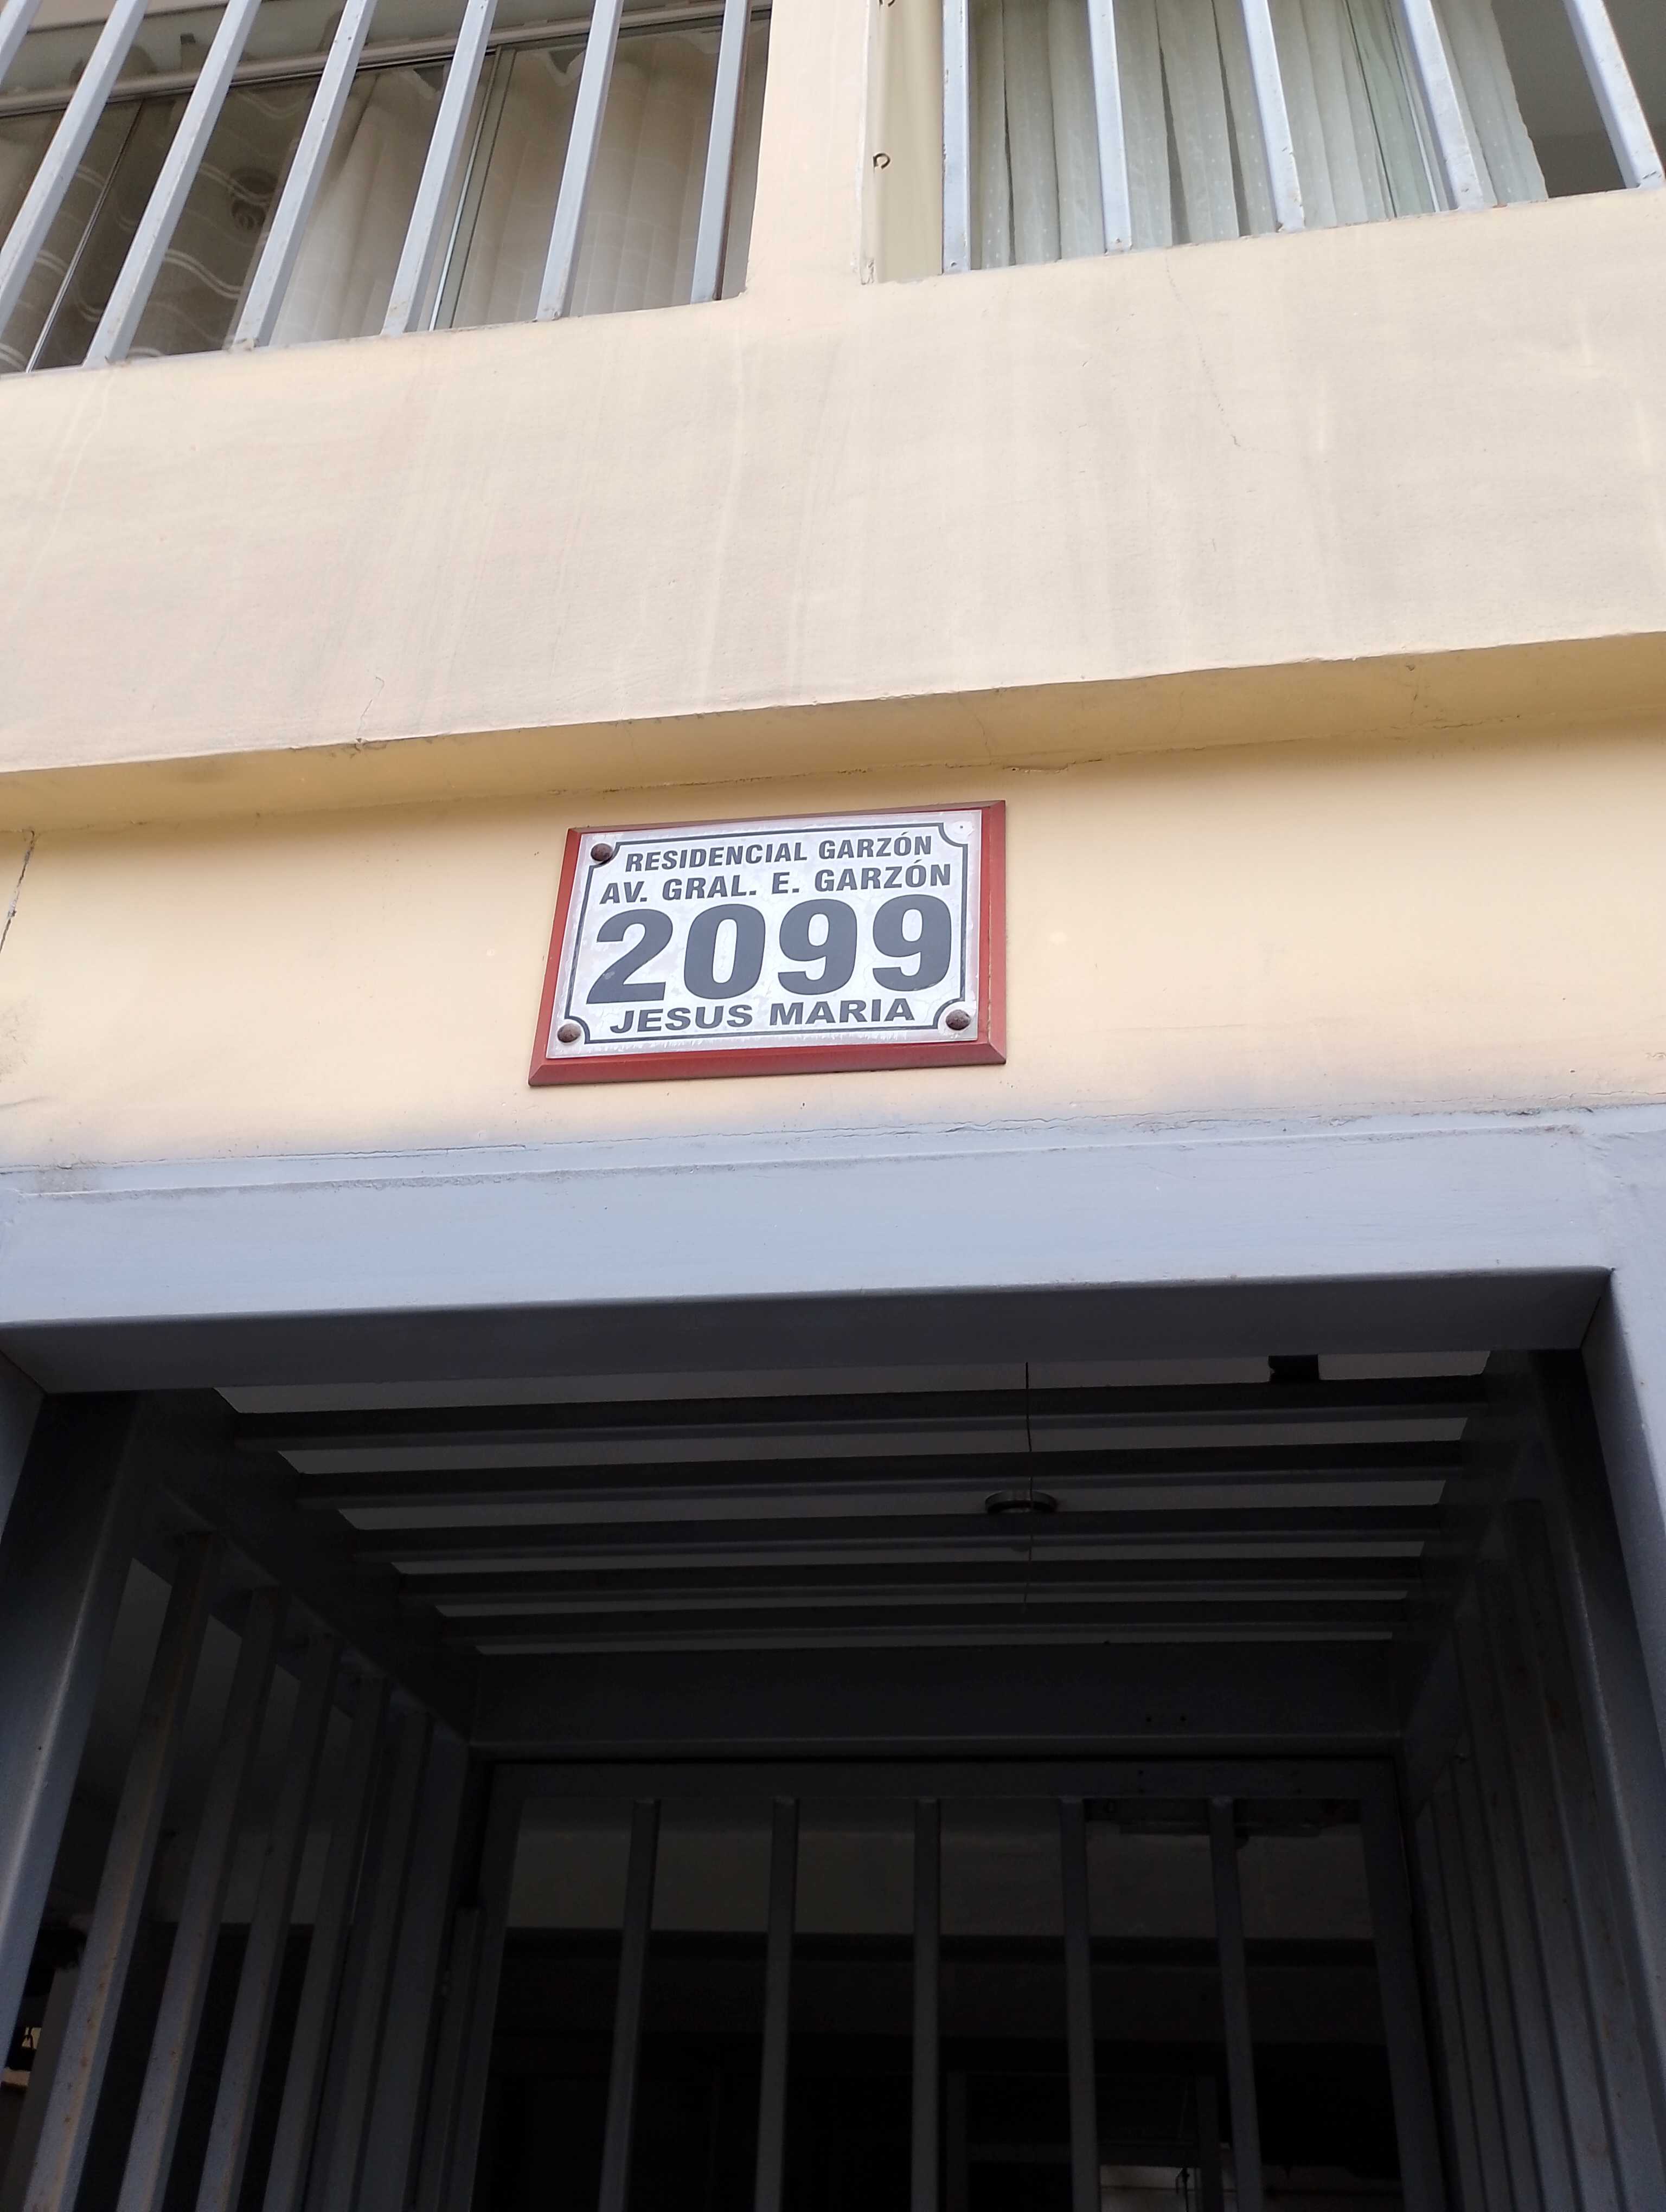 RESIDENCIAL GARZÓN
AV. GRAL. E. GARZÓN
2099
JESUS MARIA